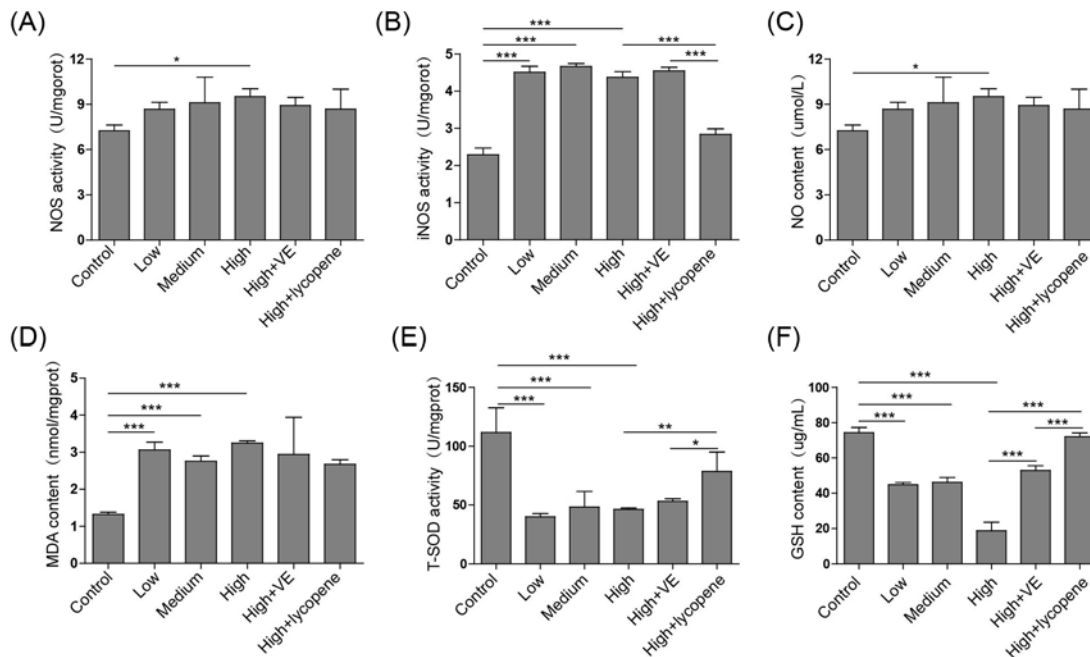 (A)
NOS activity (U/mgorot)
12
9
6
3
0
*
Control
Low
Medium
High
High+VE
High+lycopene
(B)
iNOS activity (U/mgorot)
5
4
3
2
1
0
***
***
***
***
***
Control
Low
Medium
High
High+VE
High+lycopene
(C)
NO content (umol/L)
12
9
6
3
0
*
Control
Low
Medium
High
High+VE
High+lycopene
(D)
MDA content (nmol/mgprot)
5
4
3
2
1
0
***
***
***
Control
Low
Medium
High
High+VE
High+lycopene
(E)
T-SOD activity (U/mgprot)
150
100
50
0
***
***
***
**
*
Control
Low
Medium
High
High+VE
High+lycopene
(F)
GSH content (ug/mL)
100
80
60
40
20
0
***
***
***
***
***
***
Control
Low
Medium
High
High+VE
High+lycopene